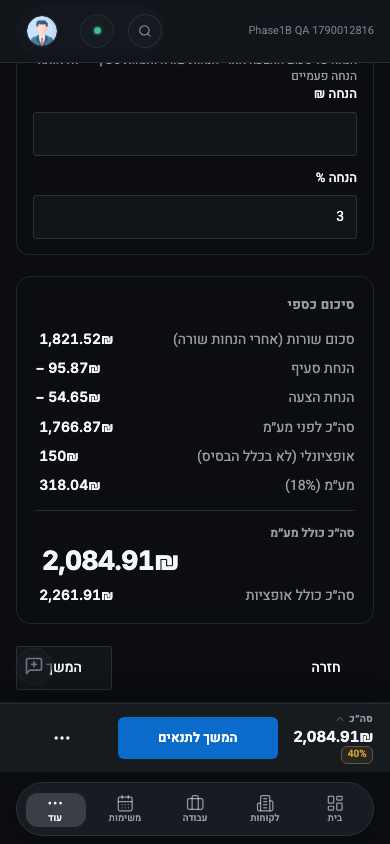 Phase1B QA 1790012816
הנחה פעמיים
הנחה ₪
הנחה %
3
סיכום כספי
סכום שורות (אחרי הנחות שורה) 1,821.52₪
הנחת סעיף – 95.87₪
הנחת הצעה – 54.65₪
סה״כ לפני מע״מ 1,766.87₪
אופציונלי (לא בכלל הבסיס) 150₪
מע״מ (18%) 318.04₪
סה״כ כולל מע״מ
2,084.91₪
סה״כ כולל אופציות 2,261.91₪
חזרה
המשך
סה״כ
2,084.91₪
40%
המשך לתנאים
בית
לקוחות
עבודה
משימות
עוד